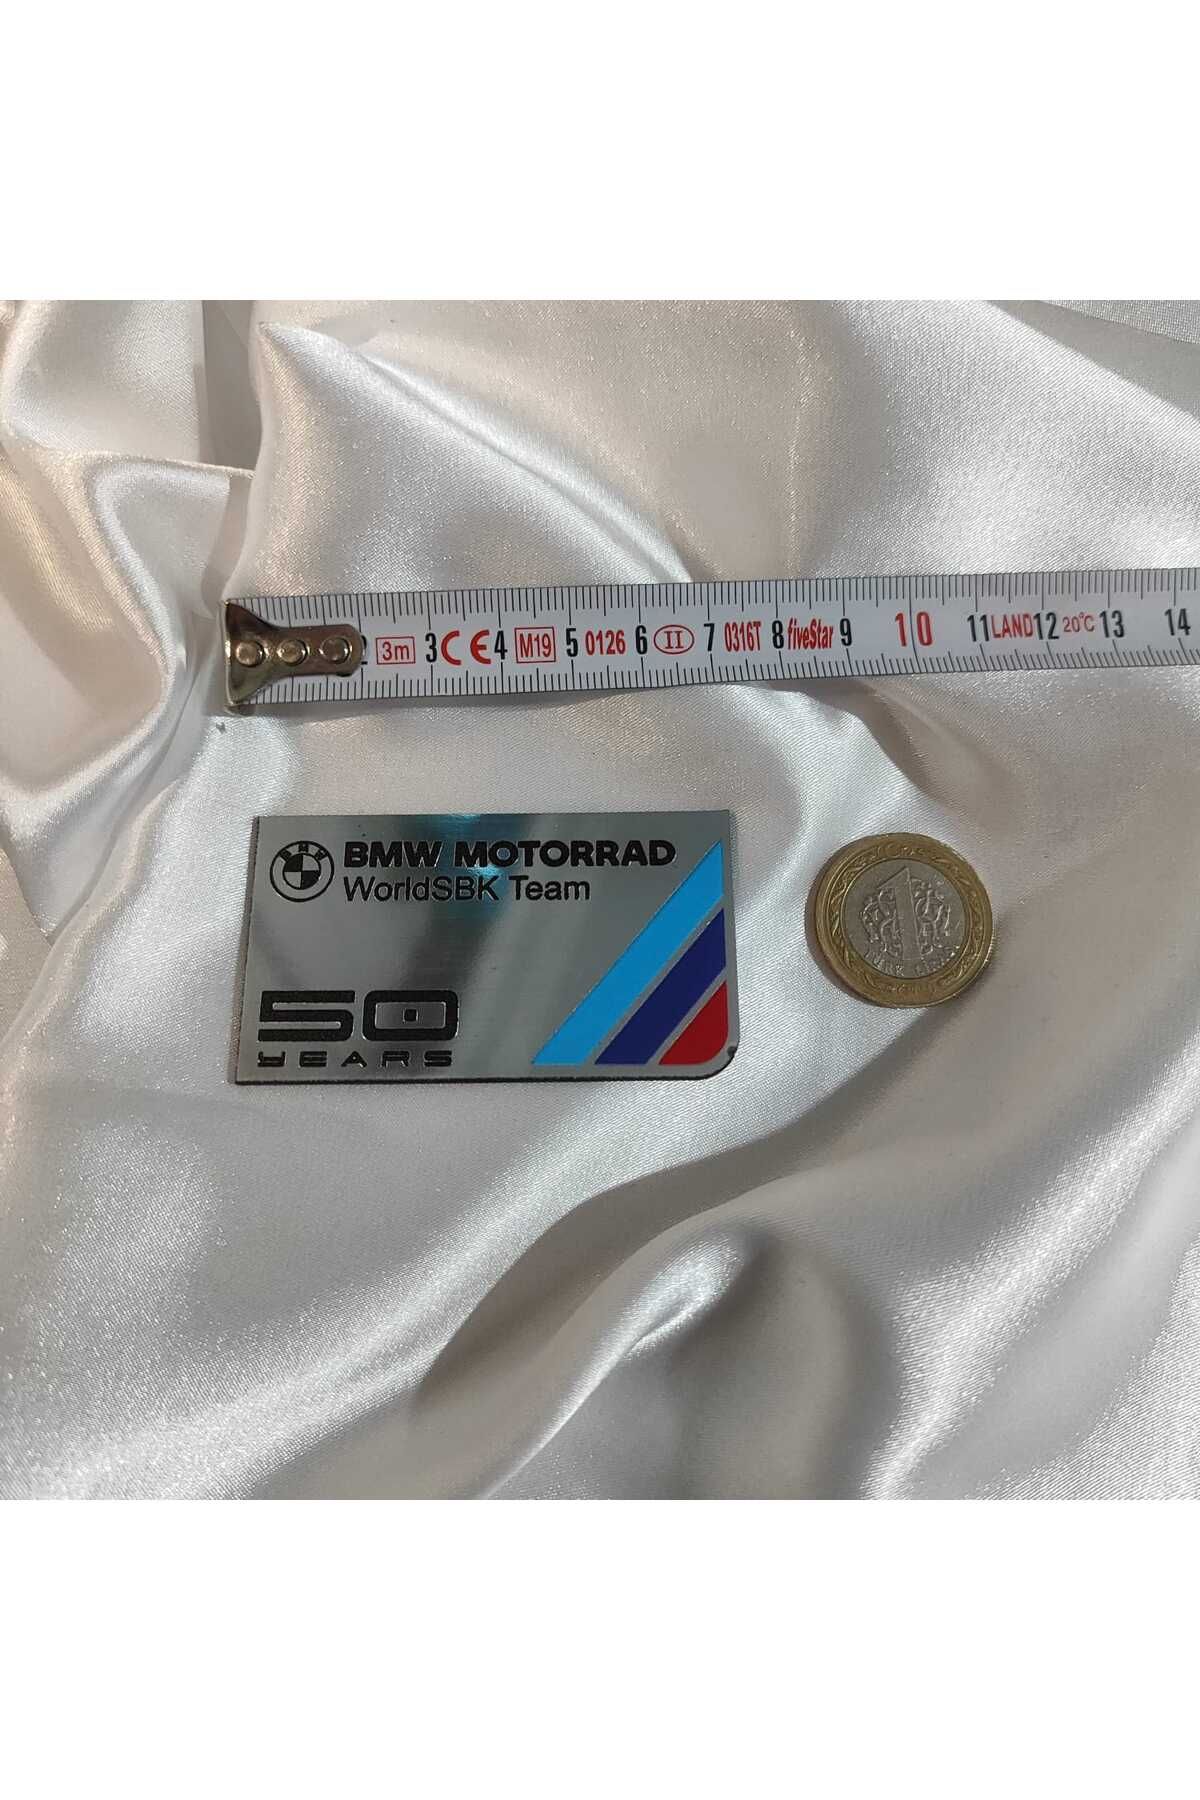 2 3m 3 CE 4 M19 5 0126 6 II 7 0316T 8 fiveStar 9 10 11 LAND 12 20°C 13 14
BMW MOTORRAD
WorldSBK Team
50
YEARS
1
TÜRK LİRASI